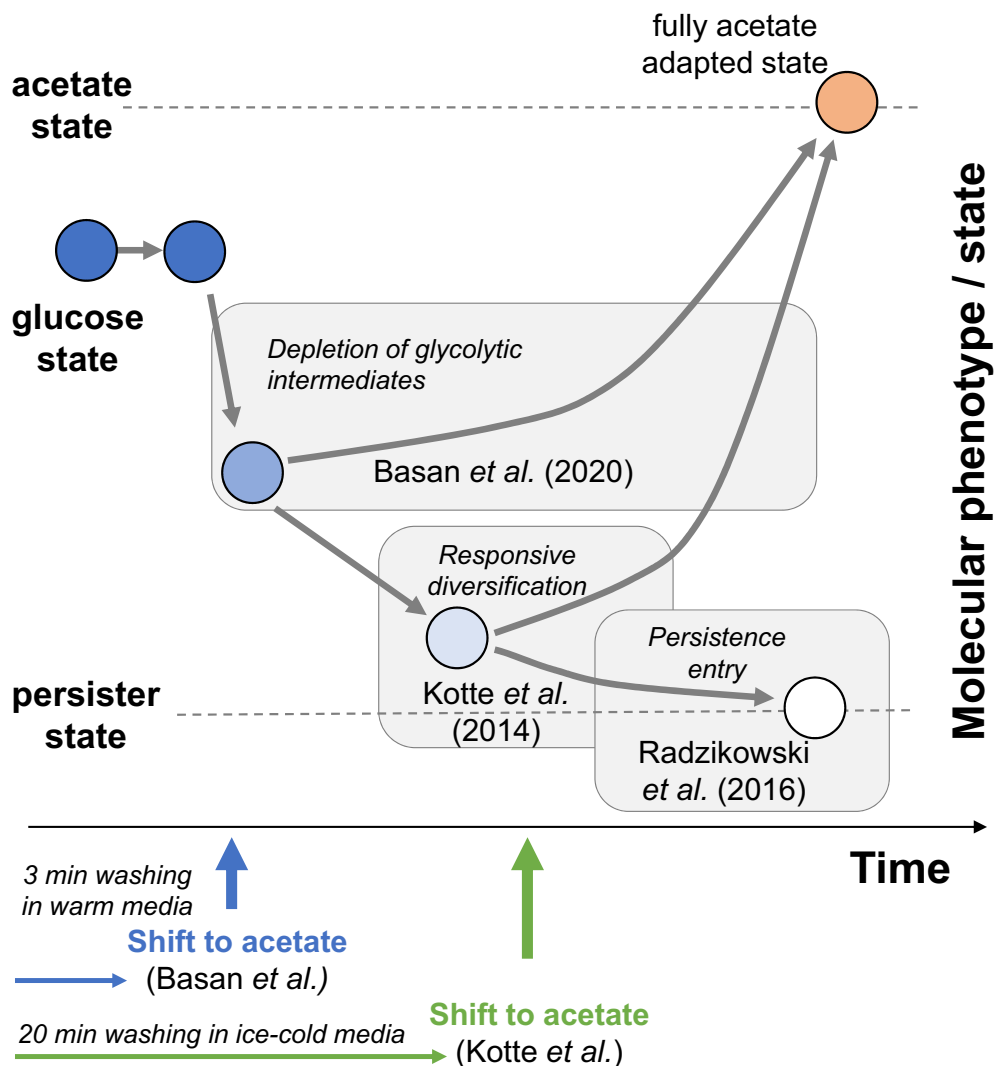 fully acetate
adapted state
acetate
state
glucose
state
Depletion of glycolytic
intermediates
Basan et al. (2020)
Responsive
diversification
Kotte et al.
(2014)
Persistence
entry
Radzikowski
et al. (2016)
persister
state
Molecular phenotype / state
Time
3 min washing
in warm media
Shift to acetate
(Basan et al.)
20 min washing in ice-cold media
Shift to acetate
(Kotte et al.)